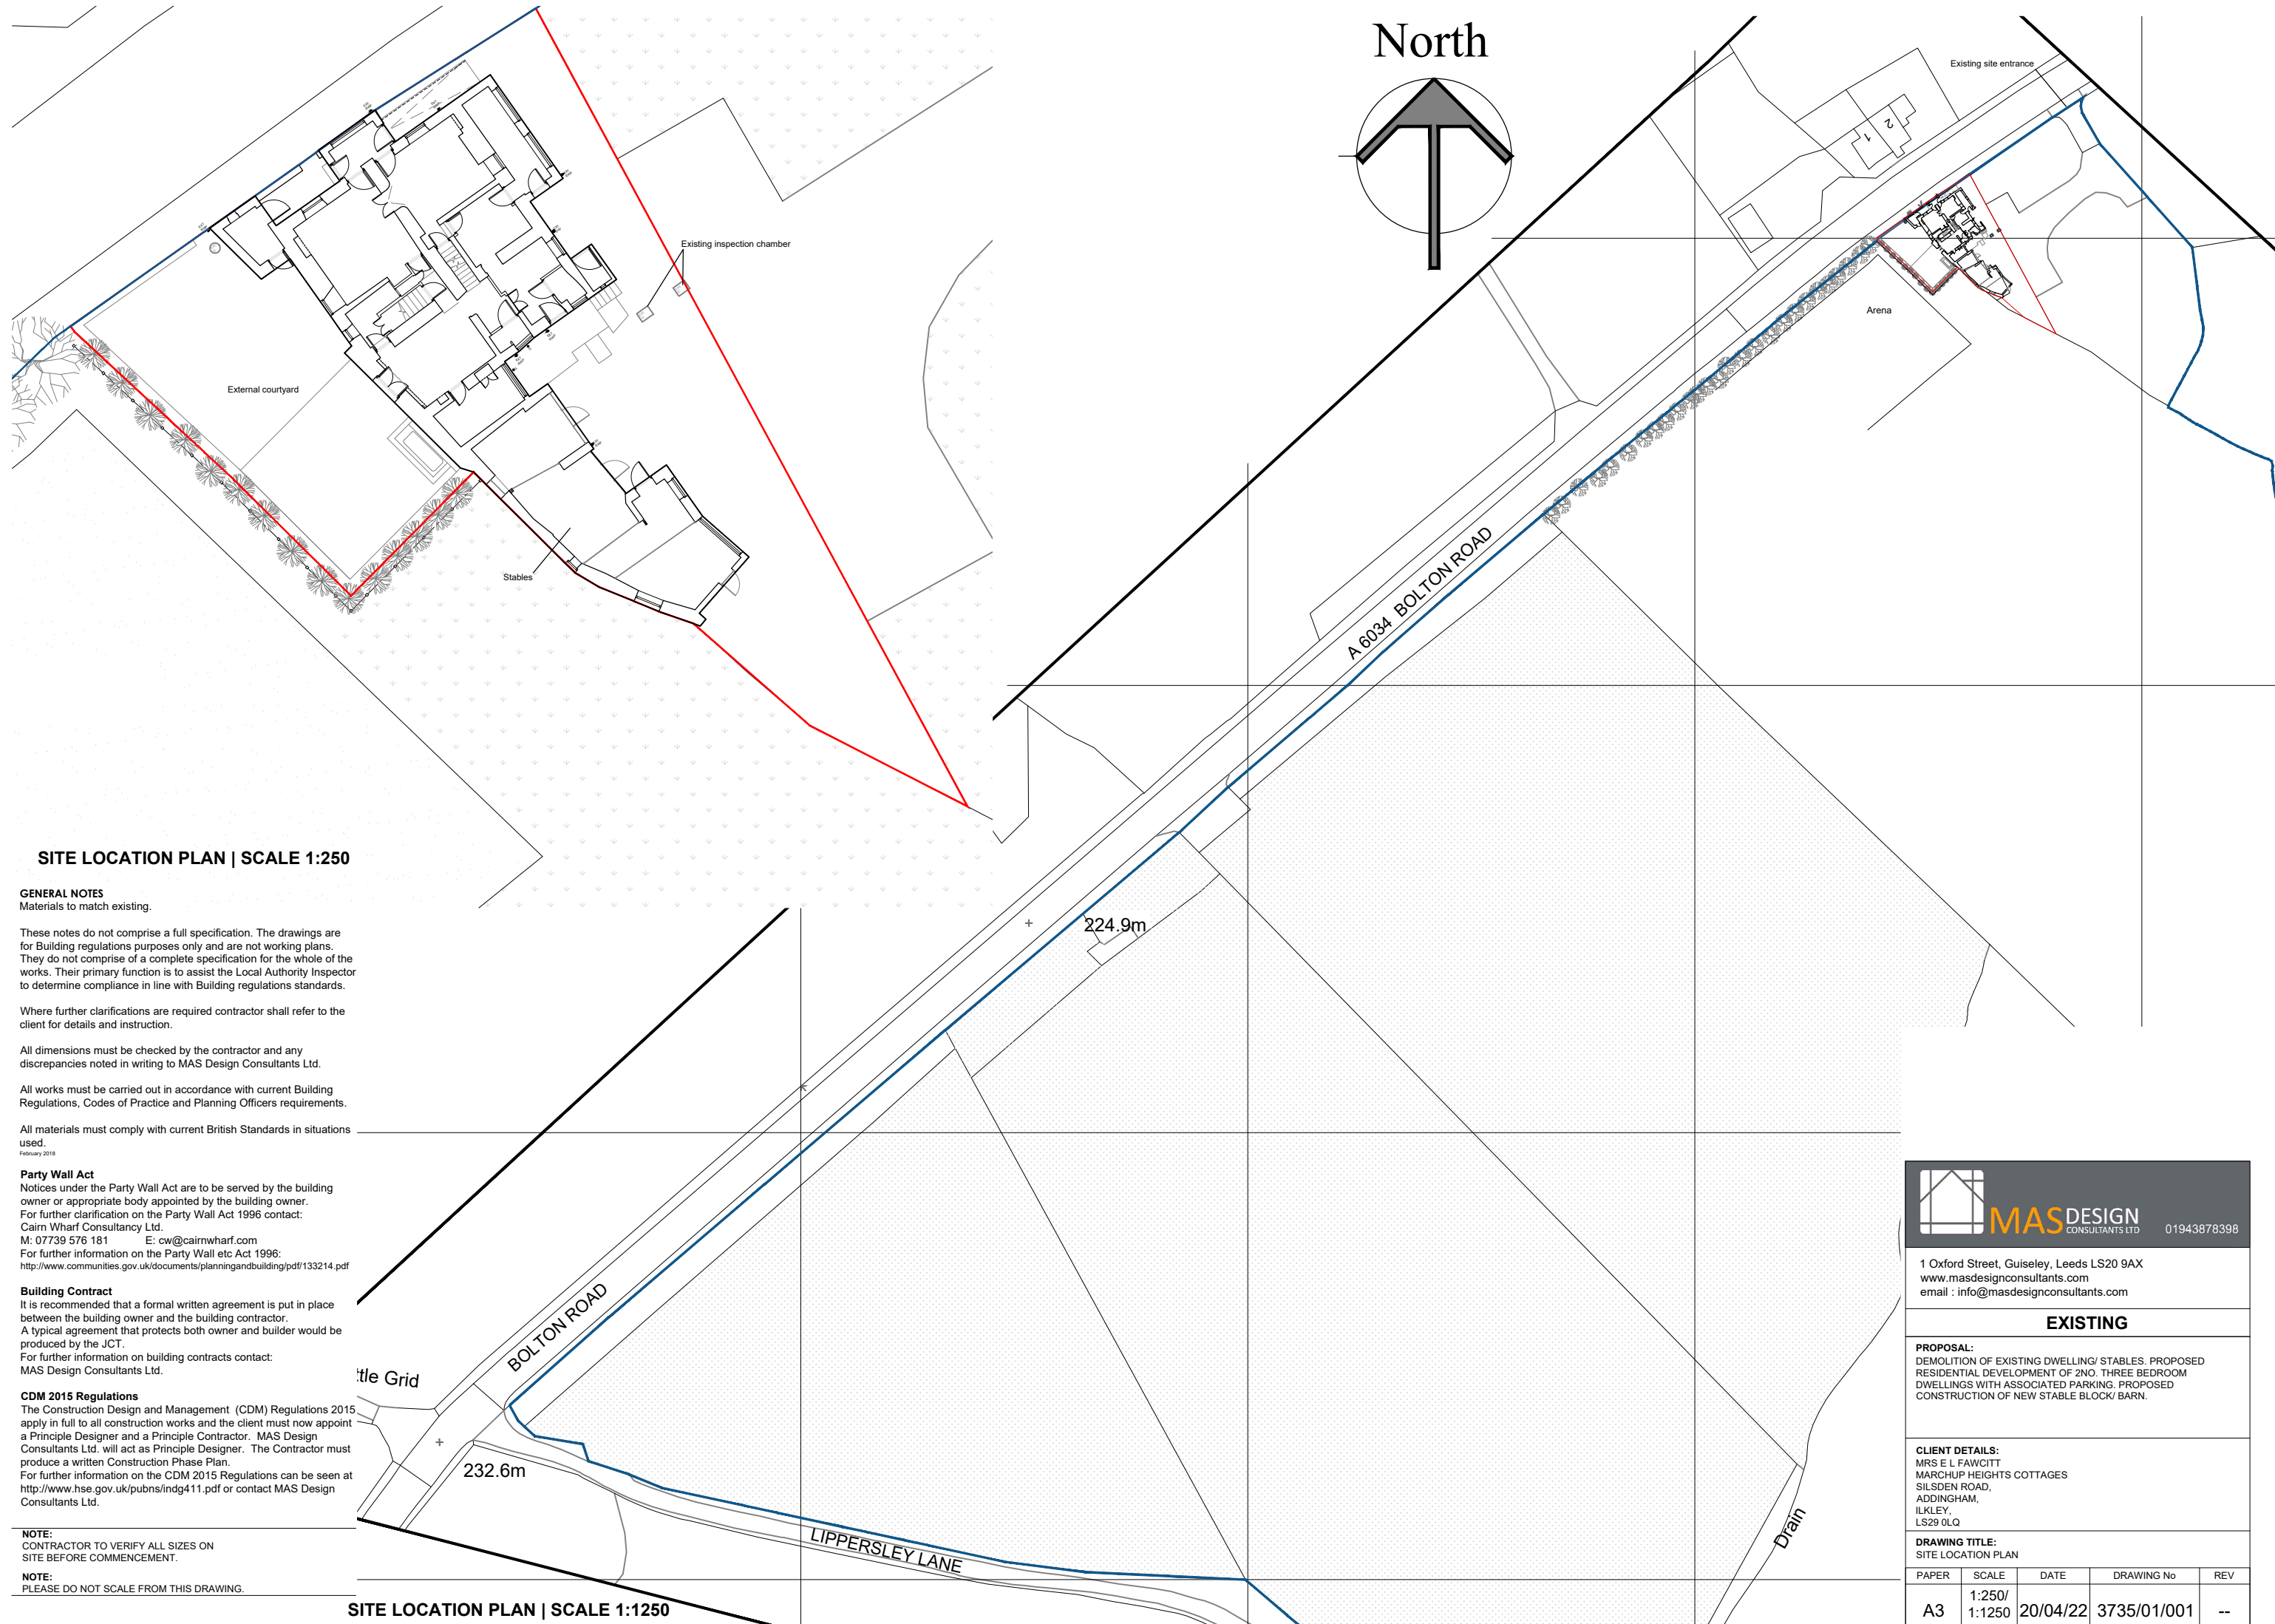 North
Existing site entrance
1
2
Existing inspection chamber
Arena
External courtyard
Stables
A 6034 BOLTON ROAD
224.9m
SITE LOCATION PLAN | SCALE 1:250
GENERAL NOTES
Materials to match existing.
These notes do not comprise a full specification. The drawings are
for Building regulations purposes only and are not working plans.
They do not comprise of a complete specification for the whole of the
works. Their primary function is to assist the Local Authority Inspector
to determine compliance in line with Building regulations standards.
Where further clarifications are required contractor shall refer to the
client for details and instruction.
All dimensions must be checked by the contractor and any
discrepancies noted in writing to MAS Design Consultants Ltd.
All works must be carried out in accordance with current Building
Regulations, Codes of Practice and Planning Officers requirements.
All materials must comply with current British Standards in situations
used.
February 2018
Party Wall Act
Notices under the Party Wall Act are to be served by the building
owner or appropriate body appointed by the building owner.
For further clarification on the Party Wall Act 1996 contact:
Cairn Wharf Consultancy Ltd.
M: 07739 576 181 E: cw@cairnwharf.com
For further information on the Party Wall etc Act 1996:
http://www.communities.gov.uk/documents/planningandbuilding/pdf/133214.pdf
Building Contract
It is recommended that a formal written agreement is put in place
between the building owner and the building contractor.
A typical agreement that protects both owner and builder would be
produced by the JCT.
For further information on building contracts contact:
MAS Design Consultants Ltd.
CDM 2015 Regulations
The Construction Design and Management (CDM) Regulations 2015
apply in full to all construction works and the client must now appoint
a Principle Designer and a Principle Contractor. MAS Design
Consultants Ltd. will act as Principle Designer. The Contractor must
produce a written Construction Phase Plan.
For further information on the CDM 2015 Regulations can be seen at
http://www.hse.gov.uk/pubns/indg411.pdf or contact MAS Design
Consultants Ltd.
NOTE:
CONTRACTOR TO VERIFY ALL SIZES ON
SITE BEFORE COMMENCEMENT.
NOTE:
PLEASE DO NOT SCALE FROM THIS DRAWING.
BOLTON ROAD
ttle Grid
232.6m
LIPPERSLEY LANE
Drain
SITE LOCATION PLAN | SCALE 1:1250
MAS DESIGN
CONSULTANTS LTD
01943878398
1 Oxford Street, Guiseley, Leeds LS20 9AX
www.masdesignconsultants.com
email : info@masdesignconsultants.com
EXISTING
PROPOSAL:
DEMOLITION OF EXISTING DWELLING/ STABLES. PROPOSED
RESIDENTIAL DEVELOPMENT OF 2NO. THREE BEDROOM
DWELLINGS WITH ASSOCIATED PARKING. PROPOSED
CONSTRUCTION OF NEW STABLE BLOCK/ BARN.
CLIENT DETAILS:
MRS E L FAWCITT
MARCHUP HEIGHTS COTTAGES
SILSDEN ROAD,
ADDINGHAM,
ILKLEY,
LS29 0LQ
DRAWING TITLE:
SITE LOCATION PLAN
PAPER SCALE DATE DRAWING No REV
A3 1:250/ 1:1250 20/04/22 3735/01/001 --